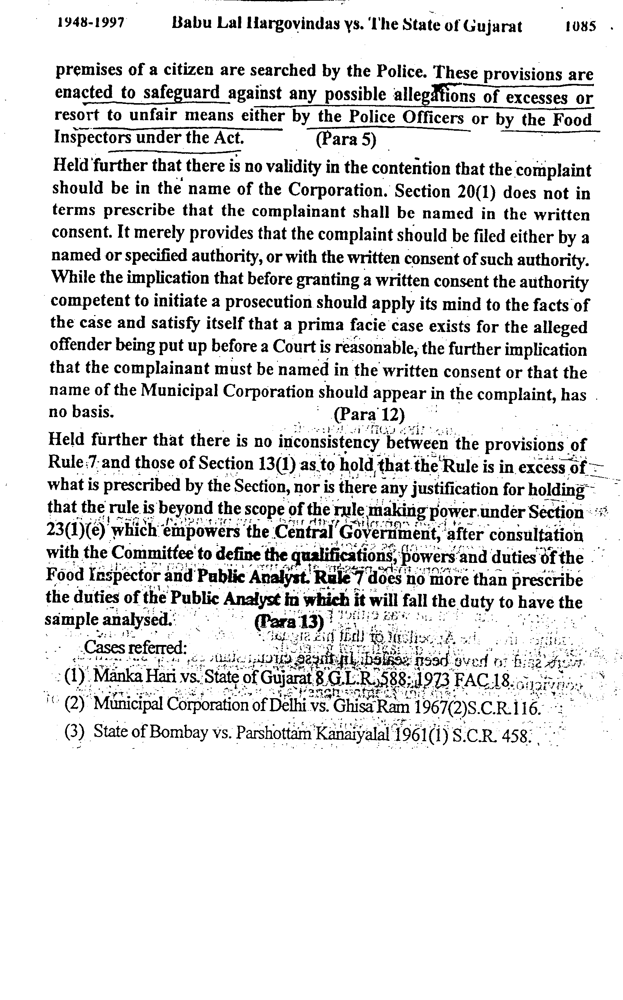 1948-1997 Babu Lal Hargovindas vs. The State of Gujarat 1085
premises of a citizen are searched by the Police. These provisions are
enacted to safeguard against any possible allegations of excesses or
resort to unfair means either by the Police Officers or by the Food
Inspectors under the Act. (Para 5)
Held further that there is no validity in the contention that the complaint
should be in the name of the Corporation. Section 20(1) does not in
terms prescribe that the complainant shall be named in the written
consent. It merely provides that the complaint should be filed either by a
named or specified authority, or with the written consent of such authority.
While the implication that before granting a written consent the authority
competent to initiate a prosecution should apply its mind to the facts of
the case and satisfy itself that a prima facie case exists for the alleged
offender being put up before a Court is reasonable, the further implication
that the complainant must be named in the written consent or that the
name of the Municipal Corporation should appear in the complaint, has
no basis. (Para 12)
Held further that there is no inconsistency between the provisions of
Rule 7 and those of Section 13(1) as to hold that the Rule is in excess of
what is prescribed by the Section, nor is there any justification for holding
that the rule is beyond the scope of the rule making power under Section
23(1)(e) which empowers the Central Government, after consultation
with the Committee to define the qualifications, powers and duties of the
Food Inspector and Public Analyst. Rule 7 does no more than prescribe
the duties of the Public Analyst in which it will fall the duty to have the
sample analysed. (Para 13)
Cases referred:
(1) Manka Hari vs. State of Gujarat 8 G.L.R. 588: 1973 FAC 18.
(2) Municipal Corporation of Delhi vs. Ghisa Ram 1967(2)S.C.R.116.
(3) State of Bombay vs. Parshottam Kanaiyalal 1961(1) S.C.R. 458.